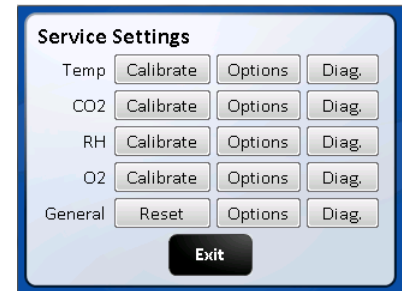 Service Settings
Temp Calibrate Options Diag.
CO2 Calibrate Options Diag.
RH Calibrate Options Diag.
O2 Calibrate Options Diag.
General Reset Options Diag.
Exit